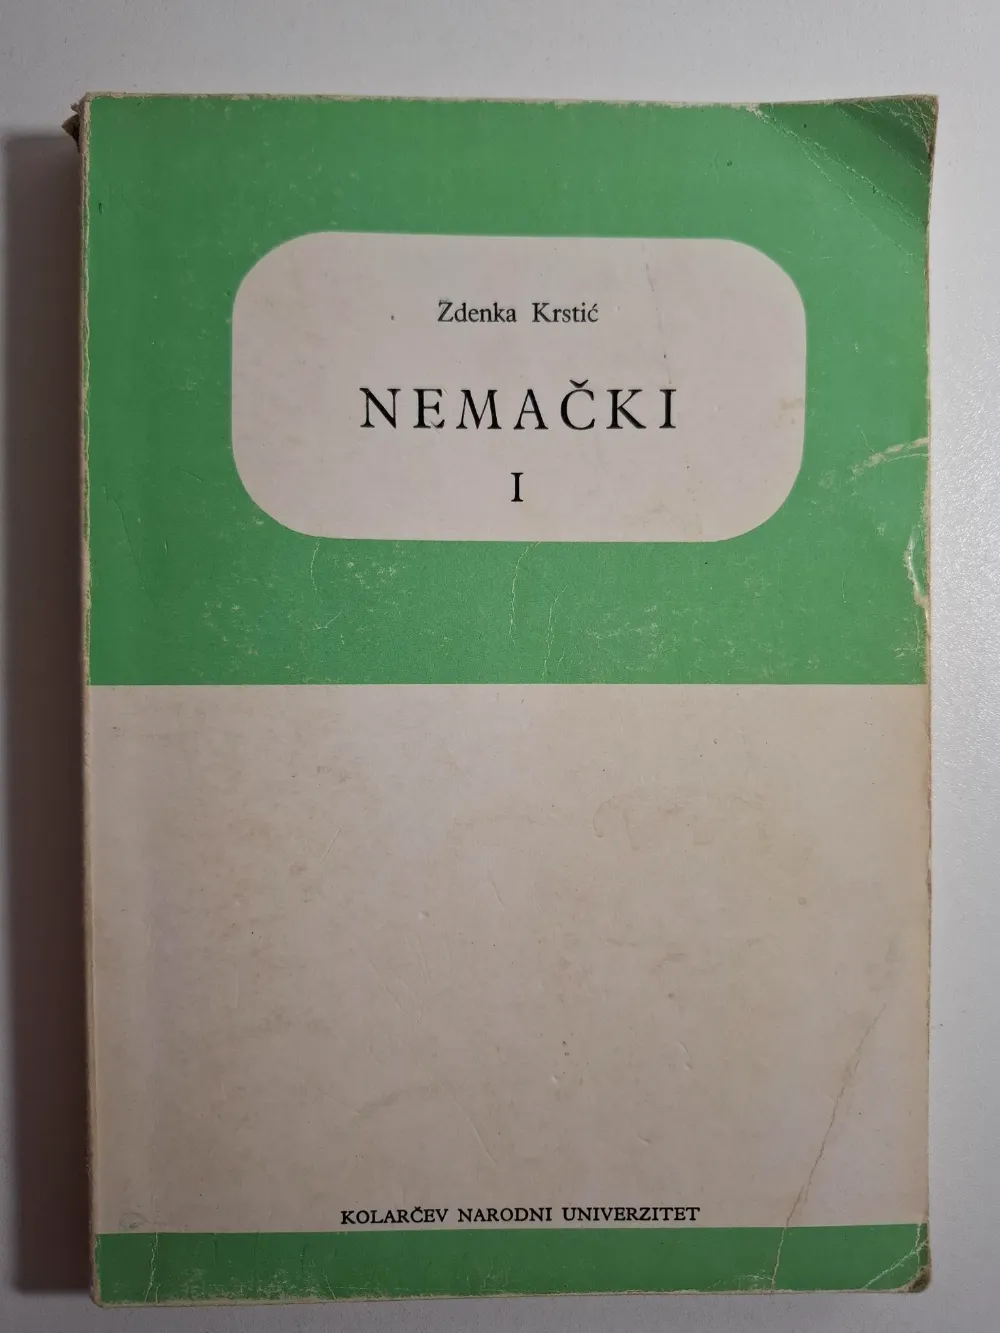 Zdenka Krstić
NEMAČKI
I
KOLARČEV NARODNI UNIVERZITET